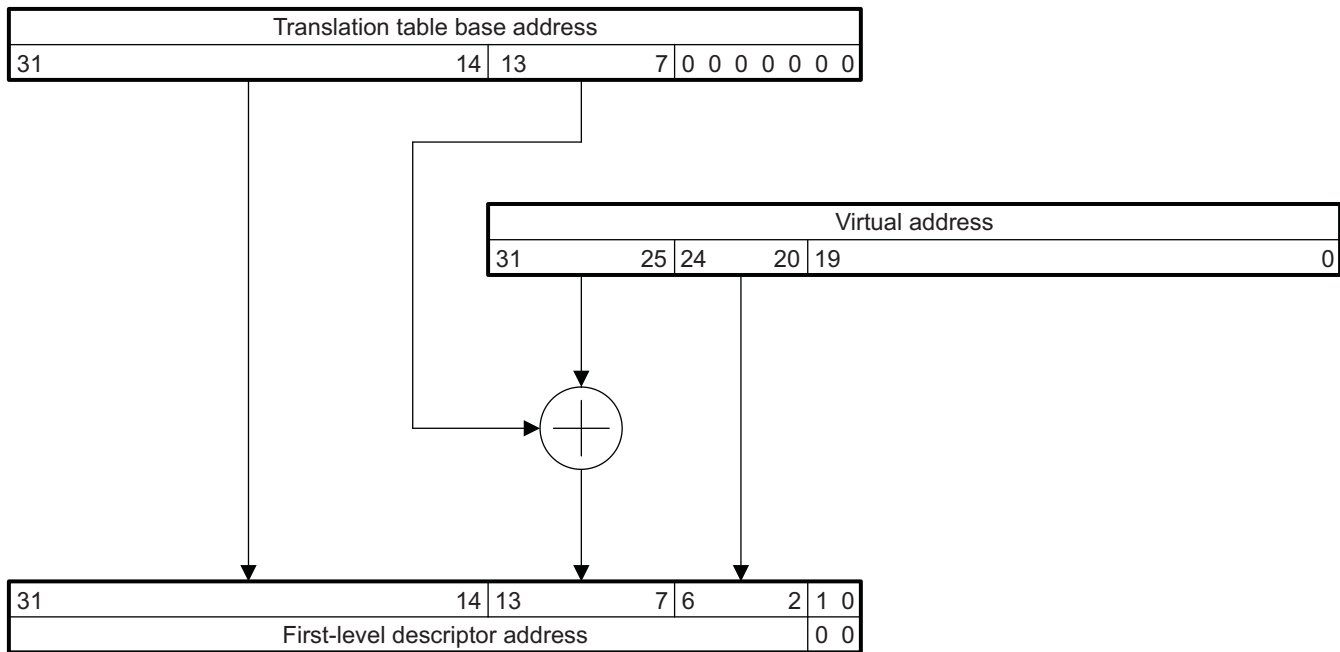 Translation table base address
31 14 13 7 0 0 0 0 0 0 0
Virtual address
31 25 24 20 19 0
31 14 13 7 6 2 1 0
First-level descriptor address 0 0